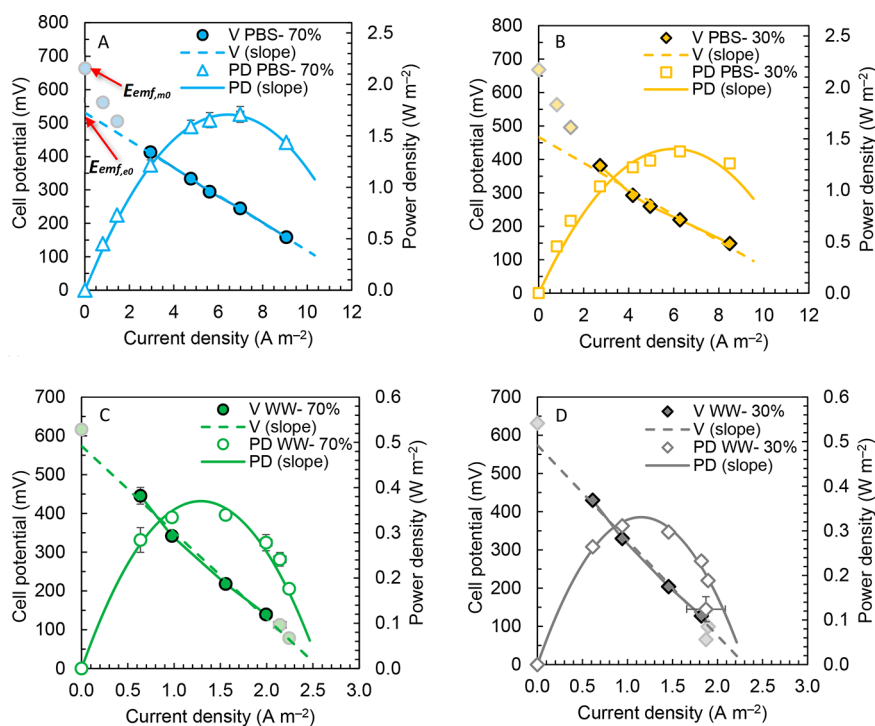 A
V PBS- 70%
V (slope)
PD PBS- 70%
PD (slope)
Eemf,m0
Eemf,e0
800
700
600
500
400
300
200
100
0
Cell potential (mV)
2.5
2.0
1.5
1.0
0.5
0.0
Power density (W m–2)
0 2 4 6 8 10 12
Current density (A m–2)
B
V PBS- 30%
V (slope)
PD PBS- 30%
PD (slope)
800
700
600
500
400
300
200
100
0
Cell potential (mV)
2.5
2.0
1.5
1.0
0.5
0.0
Power density (W m–2)
0 2 4 6 8 10 12
Current density (A m–2)
C
V WW- 70%
V (slope)
PD WW- 70%
PD (slope)
700
600
500
400
300
200
100
0
Cell potential (mV)
0.6
0.5
0.4
0.3
0.2
0.1
0.0
Power density (W m–2)
0.0 0.5 1.0 1.5 2.0 2.5 3.0
Current density (A m–2)
D
V WW- 30%
V (slope)
PD WW- 30%
PD (slope)
700
600
500
400
300
200
100
0
Cell potential (mV)
0.6
0.5
0.4
0.3
0.2
0.1
0.0
Power density (W m–2)
0.0 1.0 2.0 3.0
Current density (A m–2)